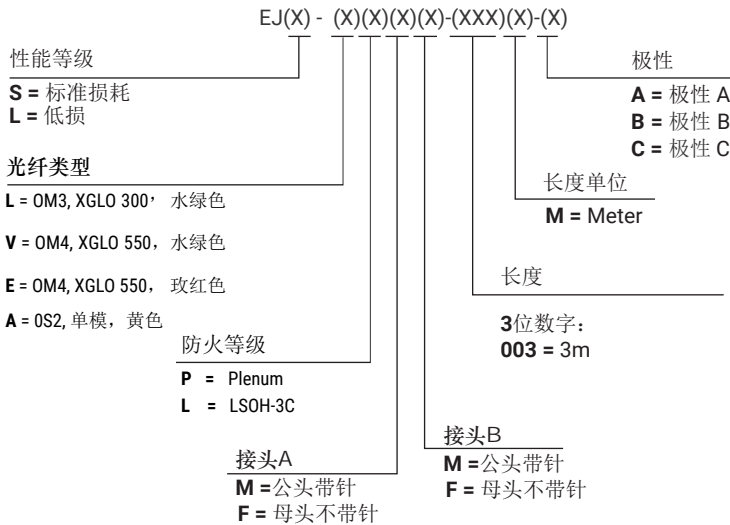 EJ(X) - (X)(X)(X)(X)-(XXX)(X)-(X)
性能等级
S = 标准损耗
L = 低损
光纤类型
L = OM3, XGLO 300， 水绿色
V = OM4, XGLO 550， 水绿色
E = OM4, XGLO 550， 玫红色
A = 0S2, 单模，黄色
防火等级
P = Plenum
L = LSOH-3C
接头A
M =公头带针
F = 母头不带针
接头B
M =公头带针
F = 母头不带针
长度
3位数字：
003 = 3m
长度单位
M = Meter
极性
A = 极性 A
B = 极性 B
C = 极性 C